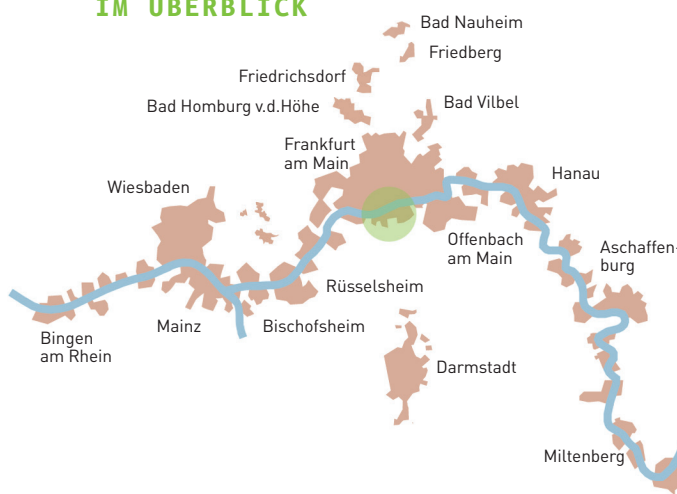 IM ÜBERBLICK
Bad Nauheim
Friedberg
Friedrichsdorf
Bad Homburg v.d.Höhe
Bad Vilbel
Frankfurt
am Main
Wiesbaden
Hanau
Offenbach
am Main
Aschaffen-
burg
Rüsselsheim
Mainz
Bischofsheim
Bingen
am Rhein
Darmstadt
Miltenberg